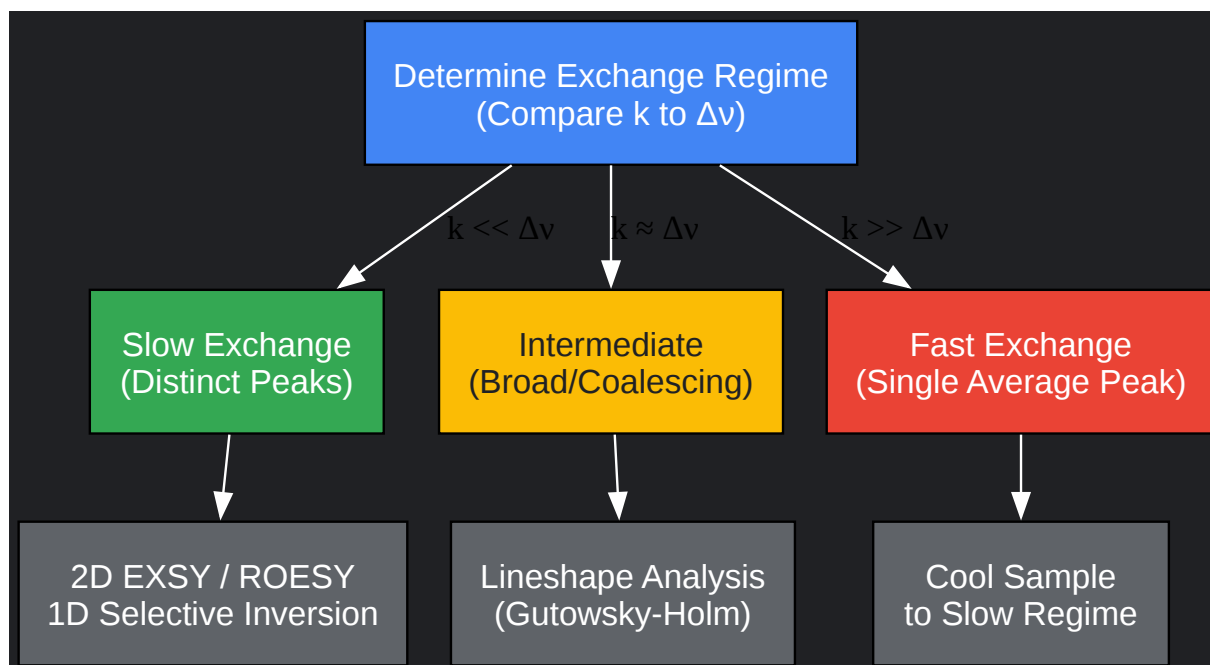 Determine Exchange Regime
(Compare k to Δν)
k << Δν
k ≈ Δν
k >> Δν
Slow Exchange
(Distinct Peaks)
Intermediate
(Broad/Coalescing)
Fast Exchange
(Single Average Peak)
2D EXSY / ROESY
1D Selective Inversion
Lineshape Analysis
(Gutowsky-Holm)
Cool Sample
to Slow Regime